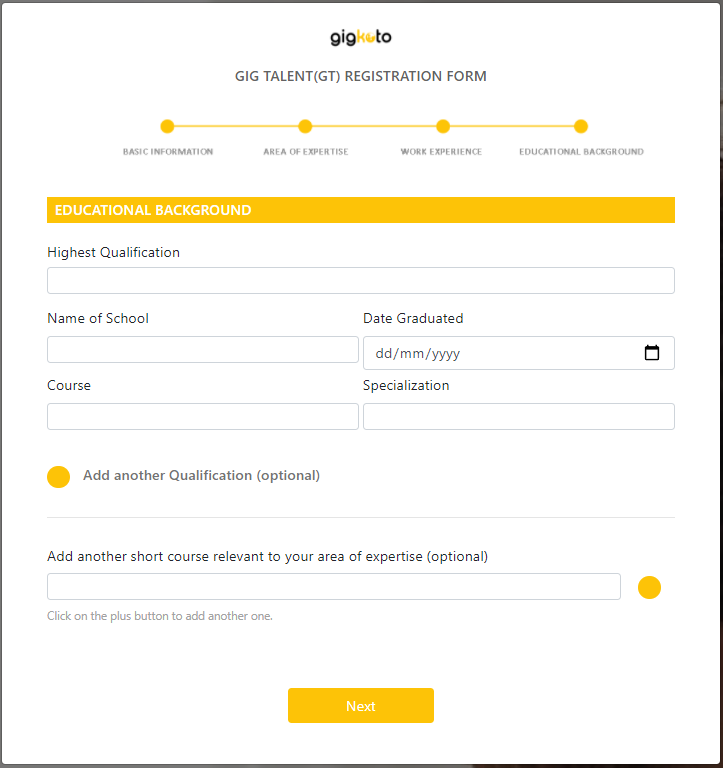 gigkoto
GIG TALENT(GT) REGISTRATION FORM
BASIC INFORMATION AREA OF EXPERTISE WORK EXPERIENCE EDUCATIONAL BACKGROUND
EDUCATIONAL BACKGROUND
Highest Qualification
Name of School Date Graduated
dd/mm/yyyy
Course Specialization
Add another Qualification (optional)
Add another short course relevant to your area of expertise (optional)
Click on the plus button to add another one.
Next